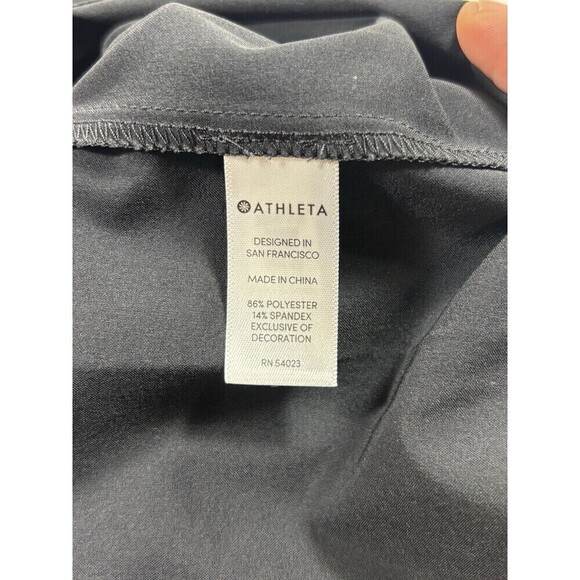 ATHLETA
DESIGNED IN
SAN FRANCISCO
MADE IN CHINA
86% POLYESTER
14% SPANDEX
EXCLUSIVE OF
DECORATION
RN 54023